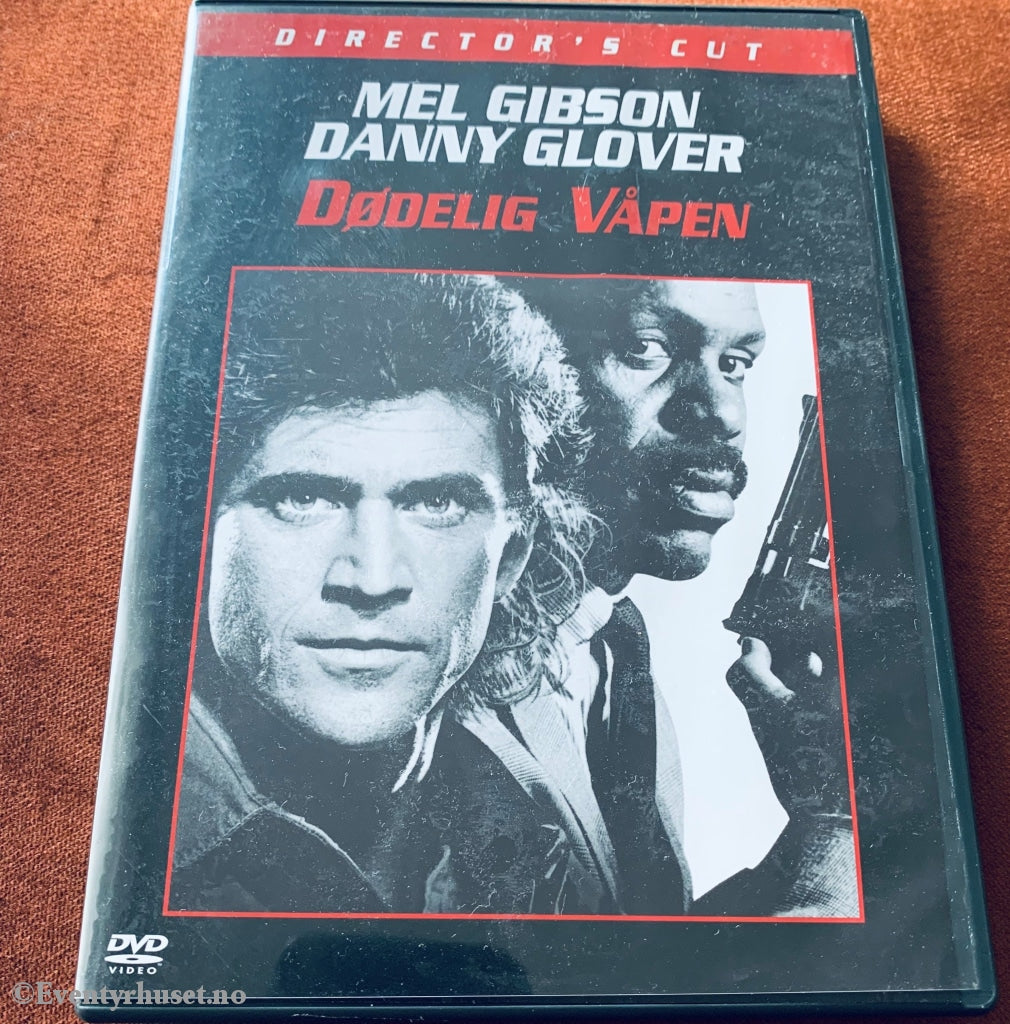 DIRECTOR'S CUT
MEL GIBSON
DANNY GLOVER
DØDELIG VÅPEN
DVD
VIDEO
©Eventyrhuset.no